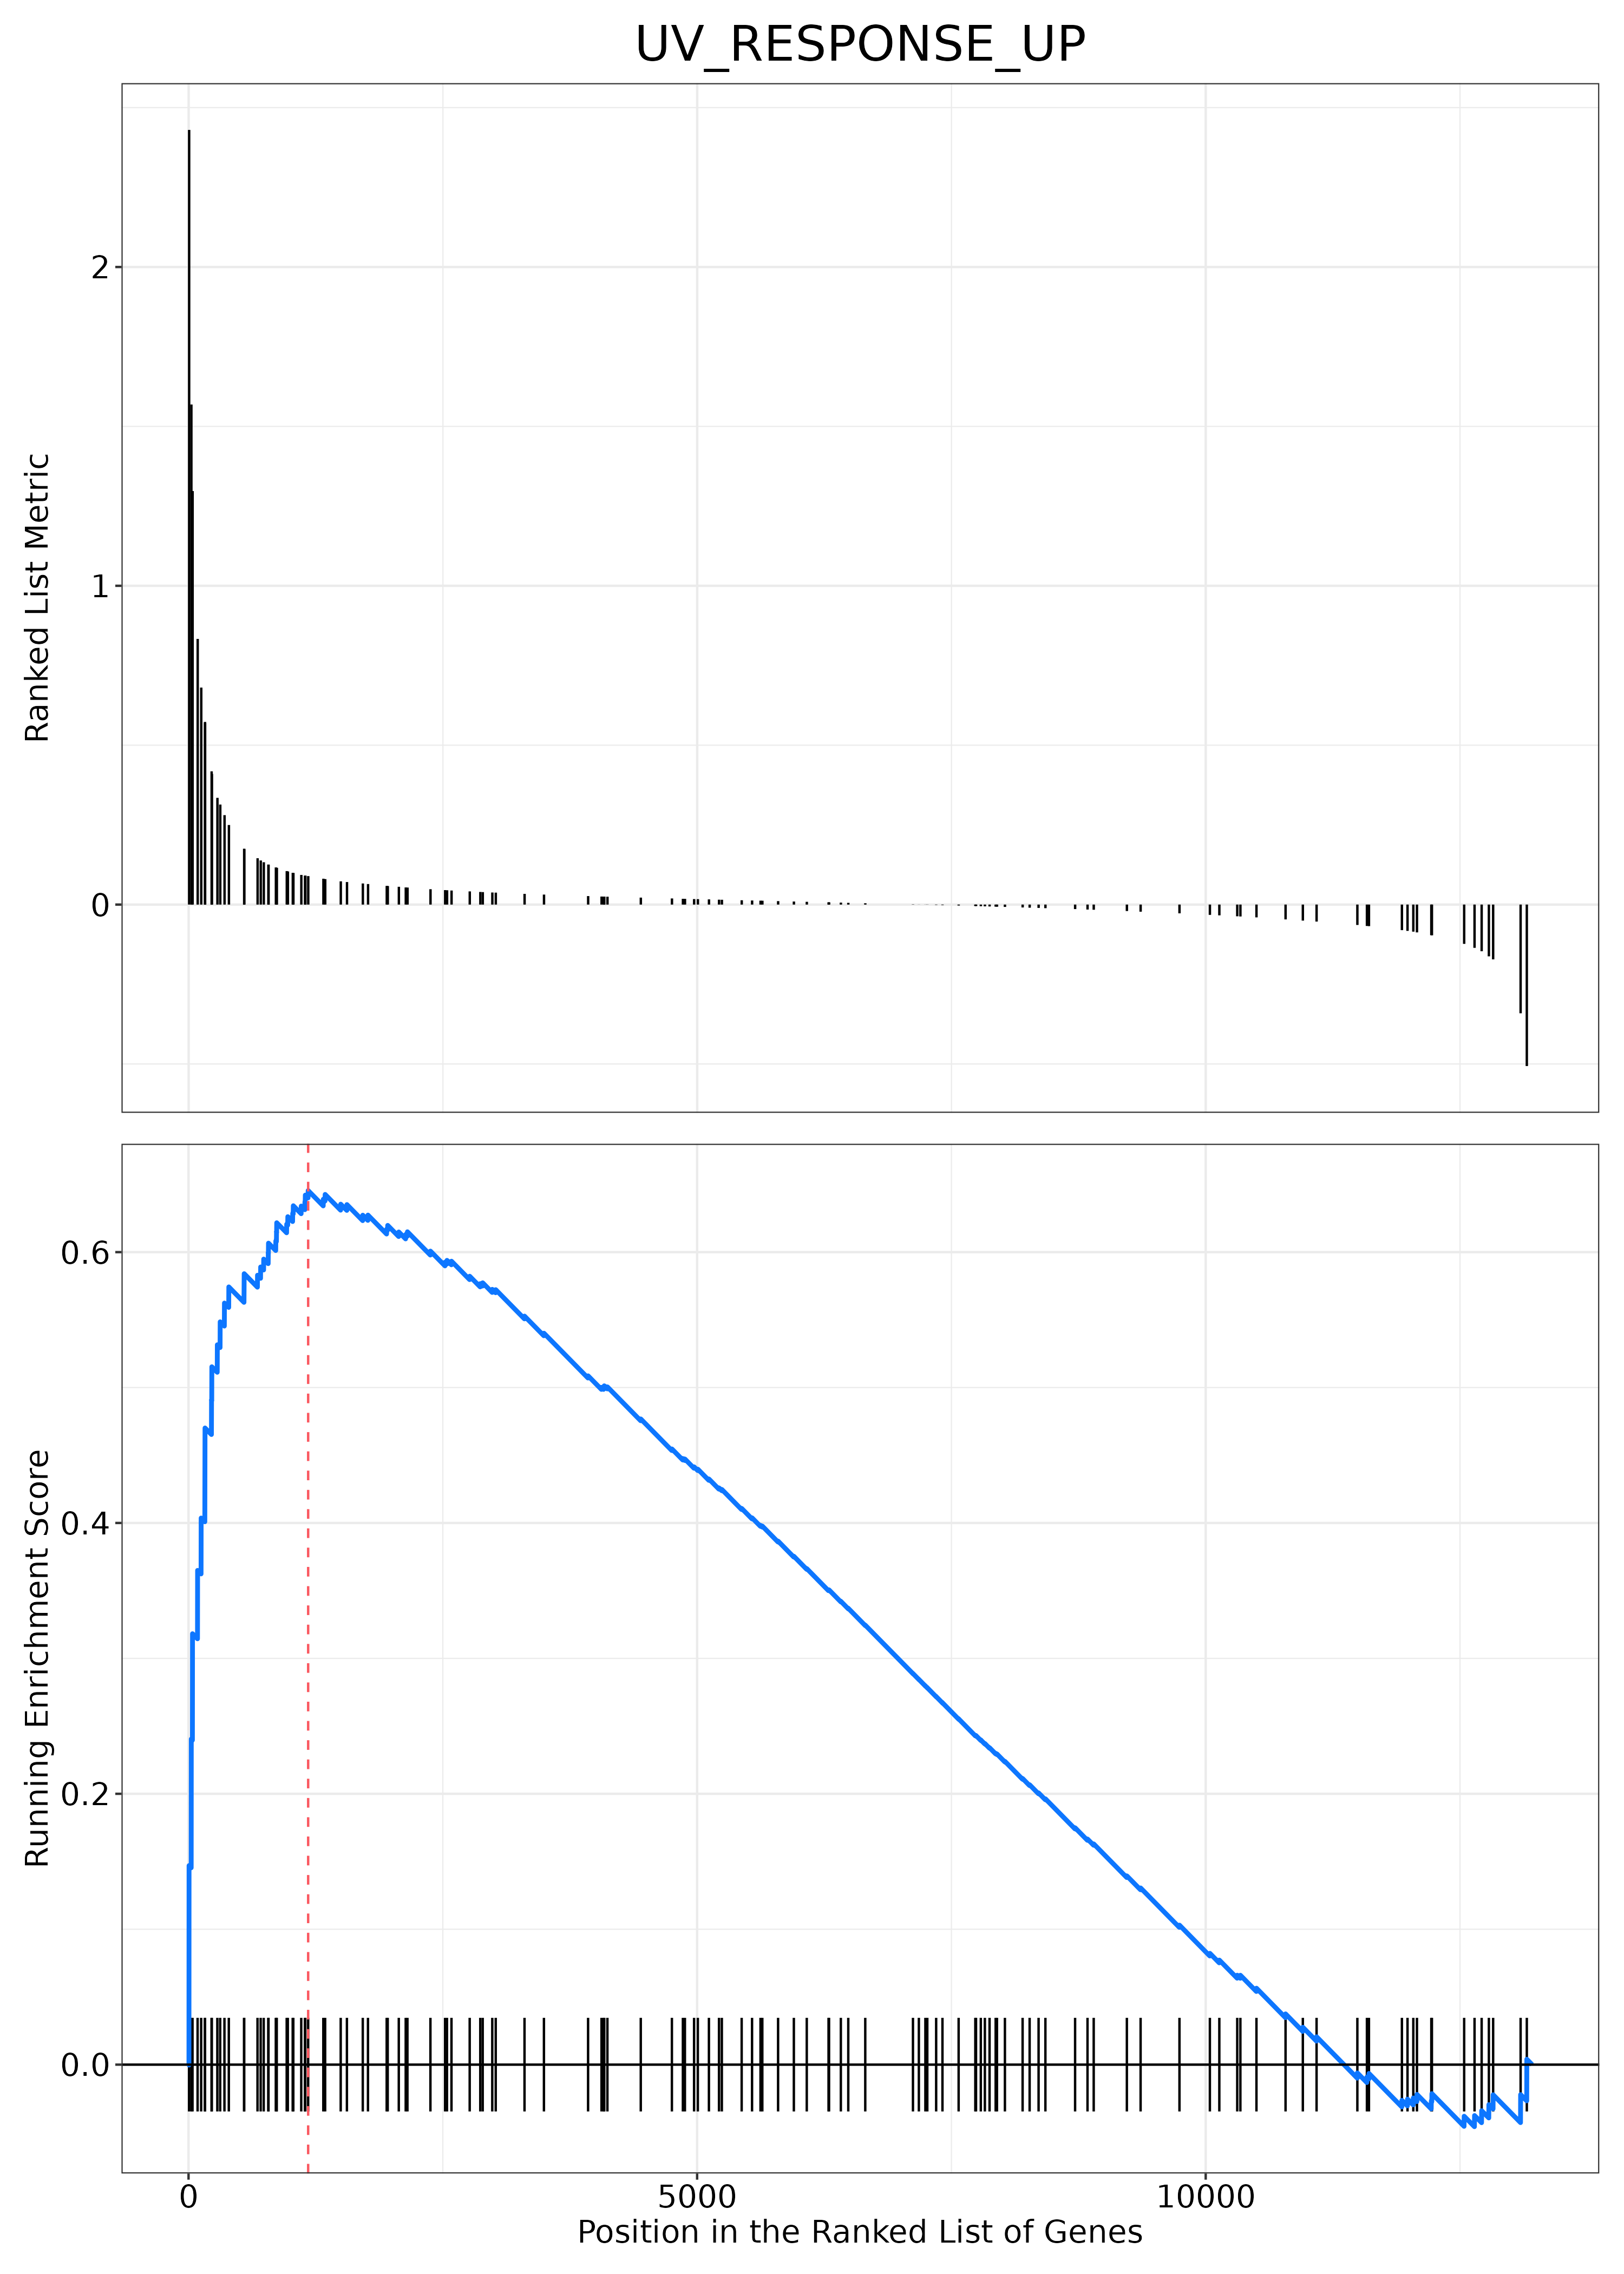 UV_RESPONSE_UP
Ranked List Metric
2
1
0
Running Enrichment Score
0.6
0.4
0.2
0.0
0
5000
10000
Position in the Ranked List of Genes